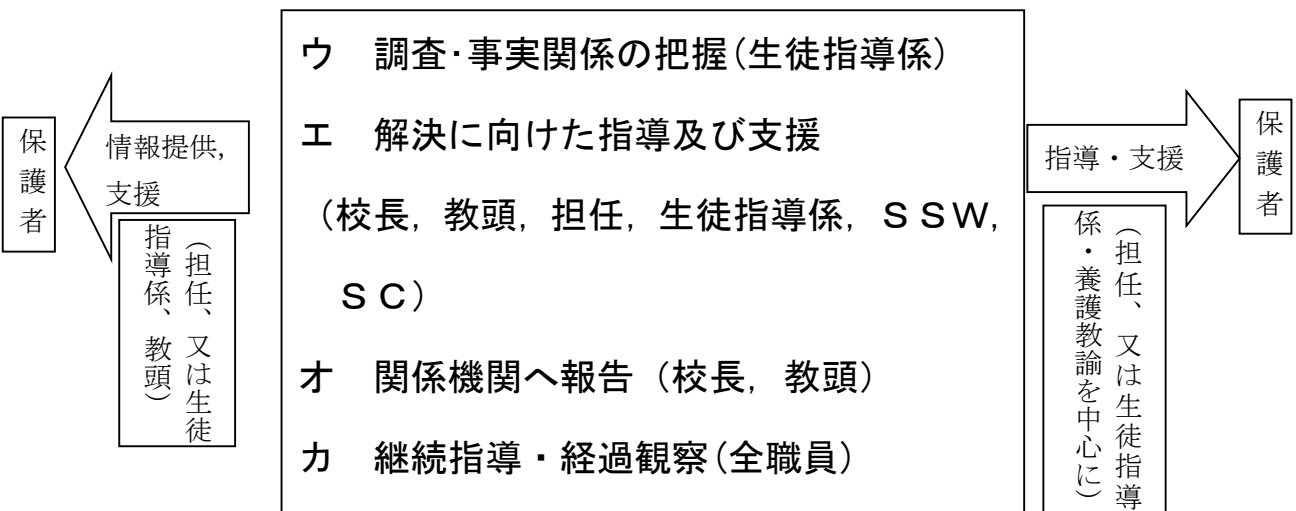 保護者
情報提供,
支援
（担任、又は生徒
指導係、教頭）
ウ　調査・事実関係の把握（生徒指導係）
エ　解決に向けた指導及び支援
（校長，教頭，担任，生徒指導係，ＳＳＷ，
ＳＣ）
オ　関係機関へ報告（校長，教頭）
カ　継続指導・経過観察（全職員）
指導・支援
（担任、又は生徒指導
係・養護教諭を中心に）
保護者